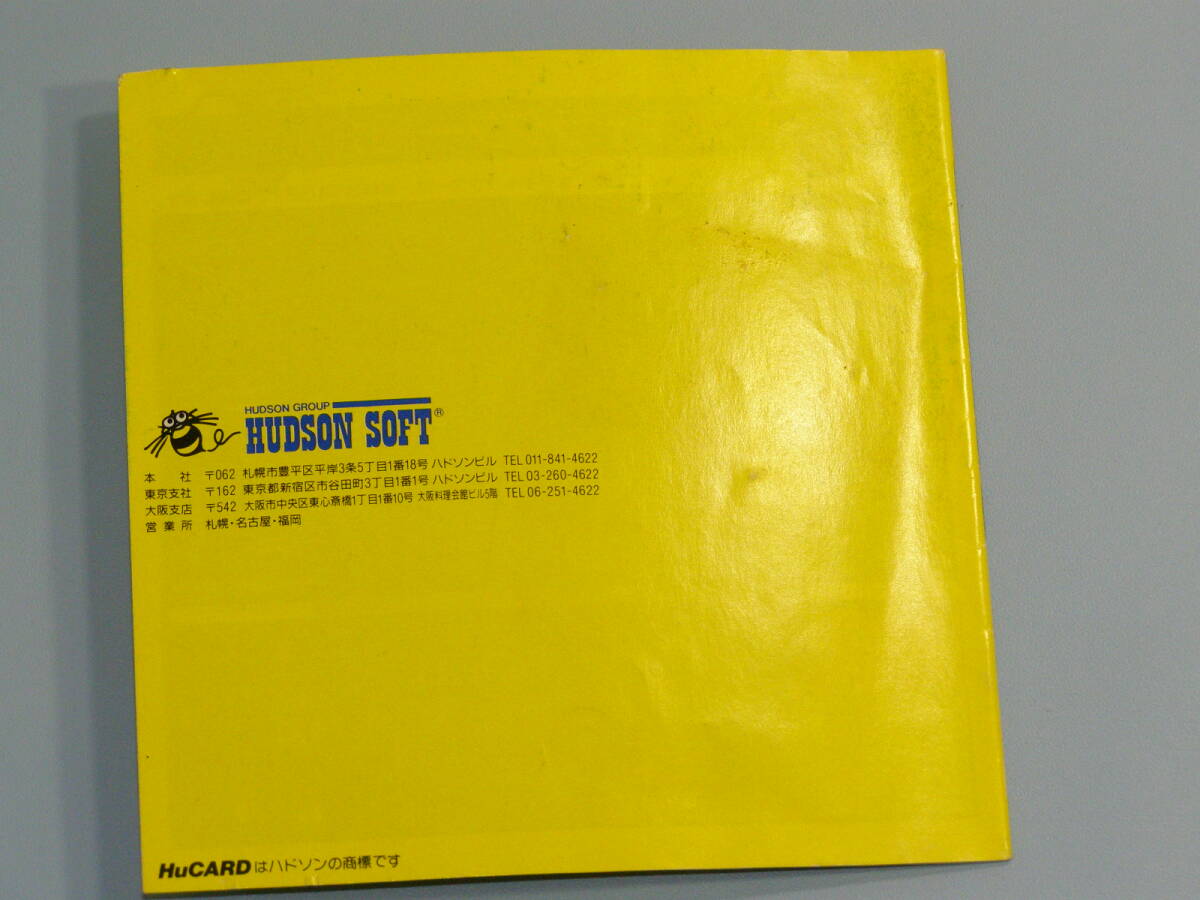 HUDSON GROUP
HUDSON SOFT®
本　社 〒062 札幌市豊平区平岸3条5丁目1番18号 ハドソンビル TEL 011-841-4622
東京支社 〒162 東京都新宿区市谷田町3丁目1番1号 ハドソンビル TEL 03-260-4622
大阪支店 〒542 大阪市中央区東心斎橋1丁目1番10号 大阪料理会館ビル5階 TEL 06-251-4622
営業所 札幌・名古屋・福岡
HuCARDはハドソンの商標です